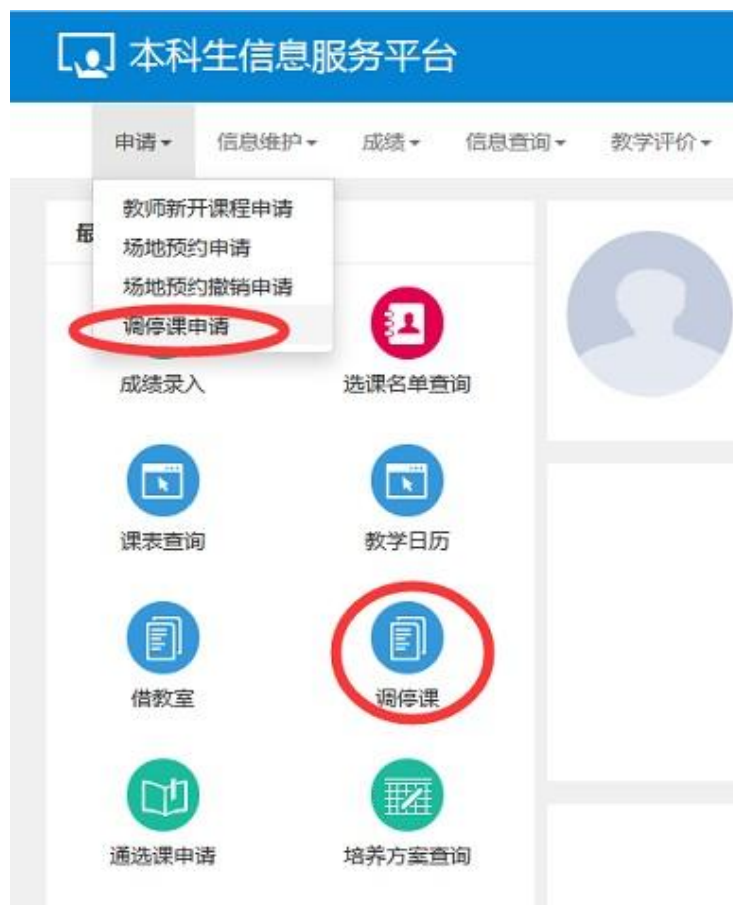 本科生信息服务平台
申请 信息维护 成绩 信息查询 教学评价
教师新开课程申请
场地预约申请
场地预约撤销申请
调停课申请
成绩录入 选课名单查询
课表查询 教学日历
借教室 调停课
通选课申请 培养方案查询